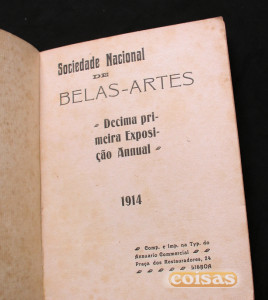 Sociedade Nacional
DE
BELAS-ARTES
Decima pri-
meira Exposi-
ção Annual
1914
Comp. e Imp. na Typ. do
Annuario Commercial
Praça dos Restauradores, 24
LISBOA
coisas